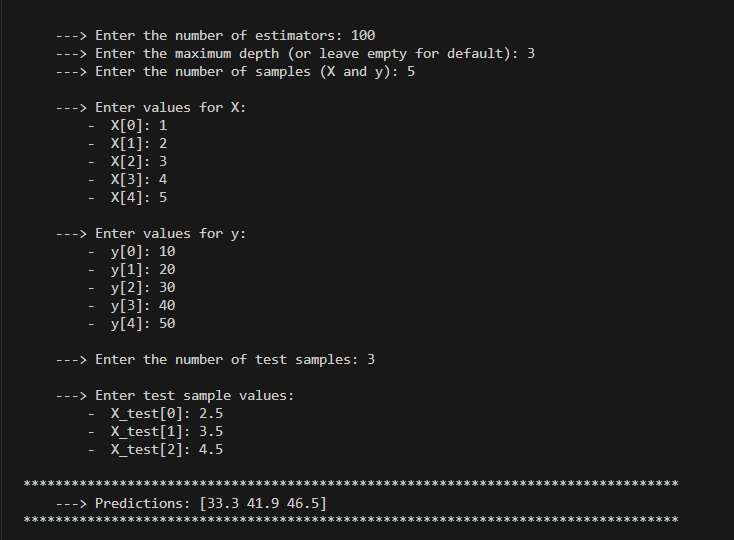 ---> Enter the number of estimators: 100
---> Enter the maximum depth (or leave empty for default): 3
---> Enter the number of samples (X and y): 5
---> Enter values for X:
- X[0]: 1
- X[1]: 2
- X[2]: 3
- X[3]: 4
- X[4]: 5
---> Enter values for y:
- y[0]: 10
- y[1]: 20
- y[2]: 30
- y[3]: 40
- y[4]: 50
---> Enter the number of test samples: 3
---> Enter test sample values:
- X_test[0]: 2.5
- X_test[1]: 3.5
- X_test[2]: 4.5
**********************************************************************************
---> Predictions: [33.3 41.9 46.5]
**********************************************************************************